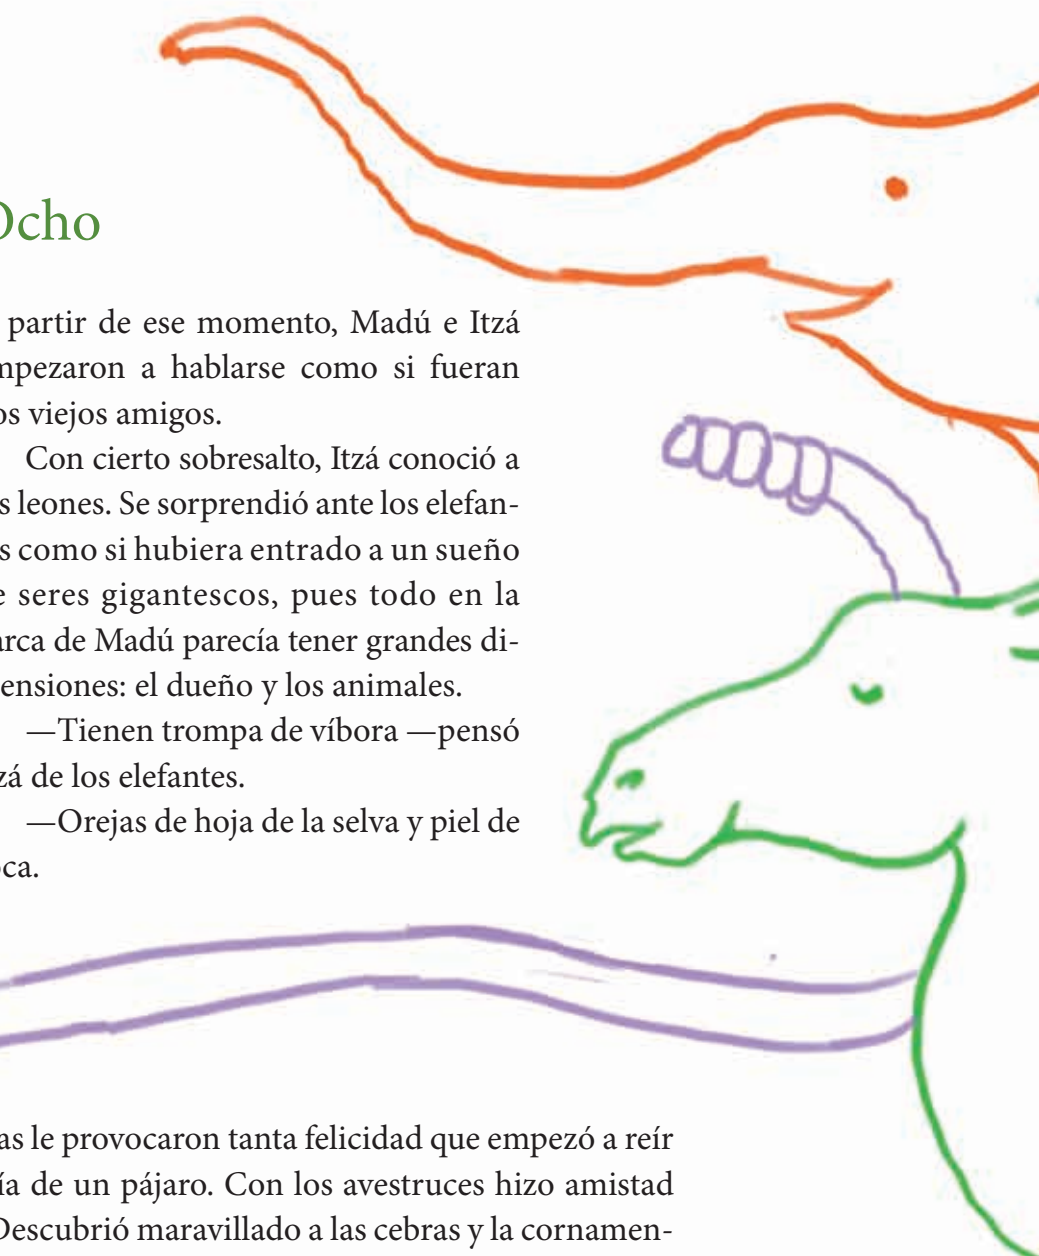 Ocho
partir de ese momento, Madú e Itzá
mpezaron a hablarse como si fueran
os viejos amigos.
Con cierto sobresalto, Itzá conoció a
s leones. Se sorprendió ante los elefan-
s como si hubiera entrado a un sueño
e seres gigantescos, pues todo en la
arca de Madú parecía tener grandes di-
ensiones: el dueño y los animales.
—Tienen trompa de víbora —pensó
zá de los elefantes.
—Orejas de hoja de la selva y piel de
oca.
as le provocaron tanta felicidad que empezó a reír
ía de un pájaro. Con los avestruces hizo amistad
Descubrió maravillado a las cebras y la cornamen-